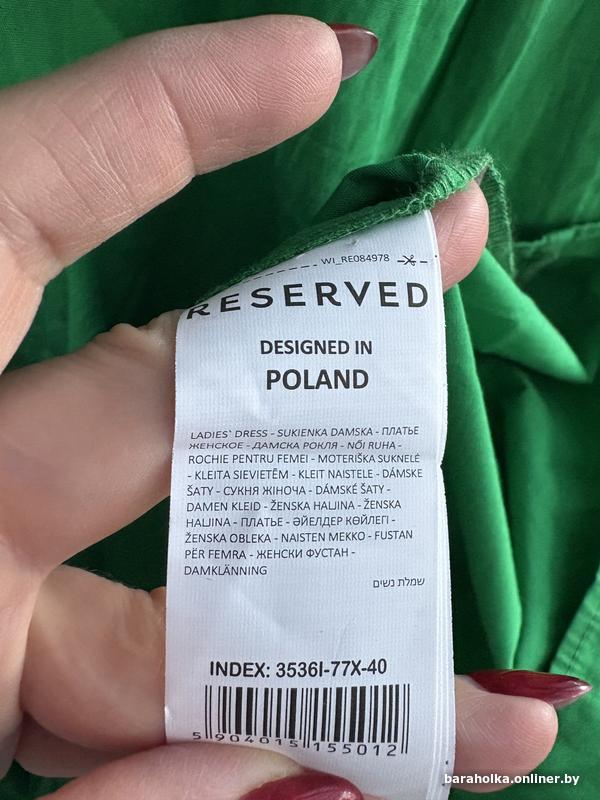 WI_RE084978
RESERVED
DESIGNED IN
POLAND
LADIES` DRESS - SUKIENKA DAMSKA - ПЛАТЬЕ
ЖЕНСКОЕ - ДАМСКА РОКЛЯ - NŐI RUHA -
ROCHIE PENTRU FEMEI - MOTERIŠKA SUKNELĖ
- KLEITA SIEVIETĒM - KLEIT NAISTELE - DÁMSKE
ŠATY - СУКНЯ ЖІНОЧА - DÁMSKÉ ŠATY -
DAMEN KLEID - ŽENSKA HALJINA - ŽENSKA
HALJINA - ПЛАТЬЕ - ӘЙЕЛДЕР КӨЙЛЕГІ -
ŽENSKA OBLEKA - NAISTEN MEKKO - FUSTAN
PËR FEMRA - ЖЕНСКИ ФУСТАН -
DAMKLÄNNING
שמלת נשים
INDEX: 3536I-77X-40
5 904015 155012
baraholka.onliner.by